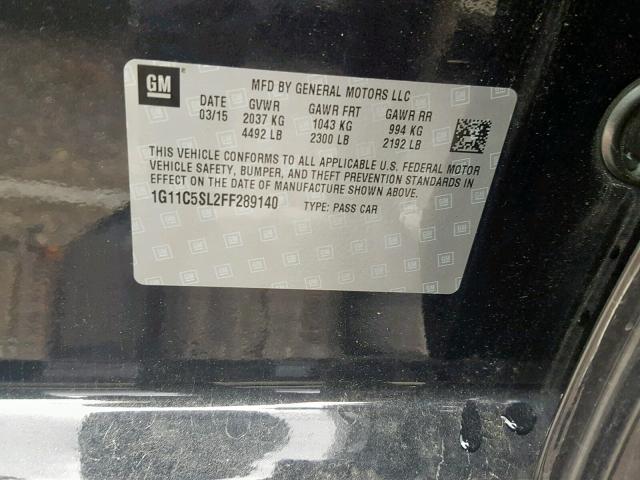 GM
MFD BY GENERAL MOTORS LLC
DATE GVWR GAWR FRT GAWR RR
03/15 2037 KG 1043 KG 994 KG
4492 LB 2300 LB 2192 LB
THIS VEHICLE CONFORMS TO ALL APPLICABLE U.S. FEDERAL MOTOR
VEHICLE SAFETY, BUMPER, AND THEFT PREVENTION STANDARDS IN
EFFECT ON THE DATE OF MANUFACTURE SHOWN ABOVE.
1G11C5SL2FF289140 TYPE: PASS CAR